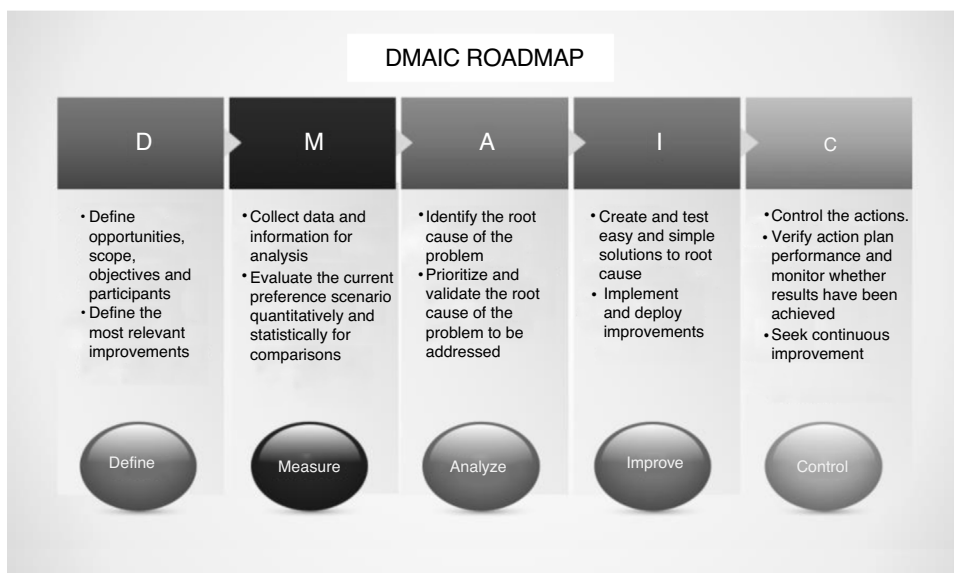 DMAIC ROADMAP
D
M
A
I
C
• Define
opportunities,
scope,
objectives and
participants
• Define the
most relevant
improvements
• Collect data and
information for
analysis
• Evaluate the current
preference scenario
quantitatively and
statistically for
comparisons
• Identify the root
cause of the
problem
• Prioritize and
validate the root
cause of the
problem to be
addressed
• Create and test
easy and simple
solutions to root
cause
• Implement
and deploy
improvements
• Control the actions.
• Verify action plan
performance and
monitor whether
results have been
achieved
• Seek continuous
improvement
Define
Measure
Analyze
Improve
Control